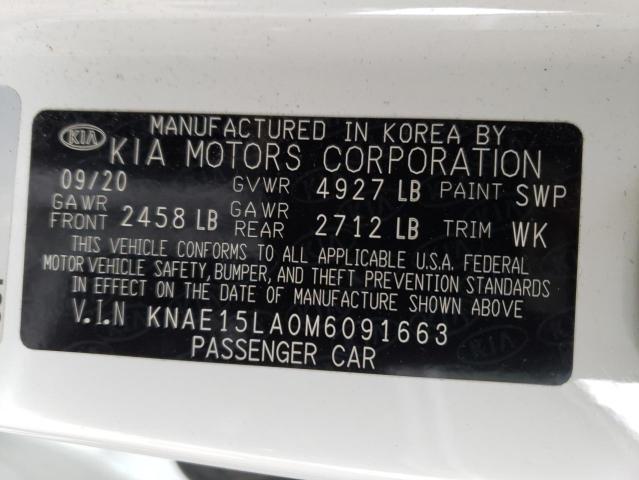 MANUFACTURED IN KOREA BY
KIA KIA MOTORS CORPORATION
09/20 GVWR 4927 LB PAINT SWP
GAWR FRONT 2458 LB GAWR REAR 2712 LB TRIM WK
THIS VEHICLE CONFORMS TO ALL APPLICABLE U.S.A. FEDERAL
MOTOR VEHICLE SAFETY, BUMPER, AND THEFT PREVENTION STANDARDS
IN EFFECT ON THE DATE OF MANUFACTURE SHOWN ABOVE
V.I.N KNAE15LA0M6091663
PASSENGER CAR